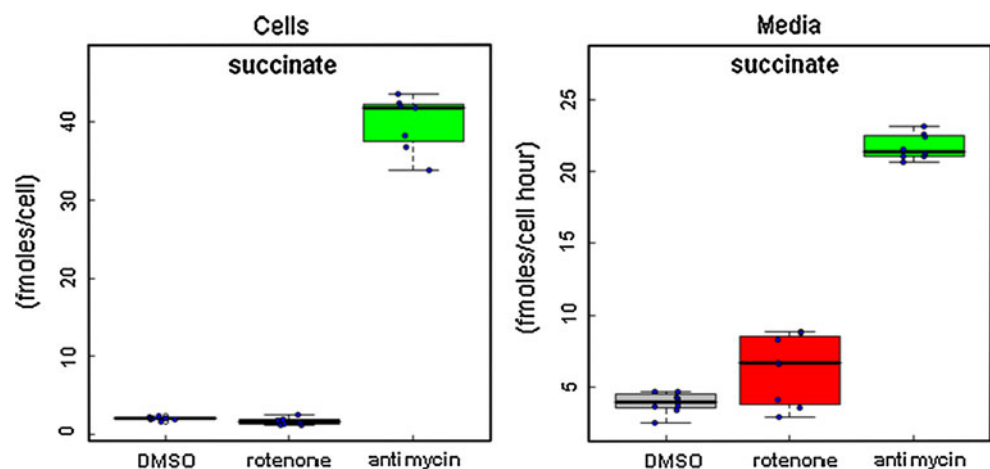 Cells
succinate
(fmoles/cell)
40
30
20
10
0
DMSO rotenone antimycin
Media
succinate
(fmoles/cell hour)
25
20
15
10
5
DMSO rotenone antimycin